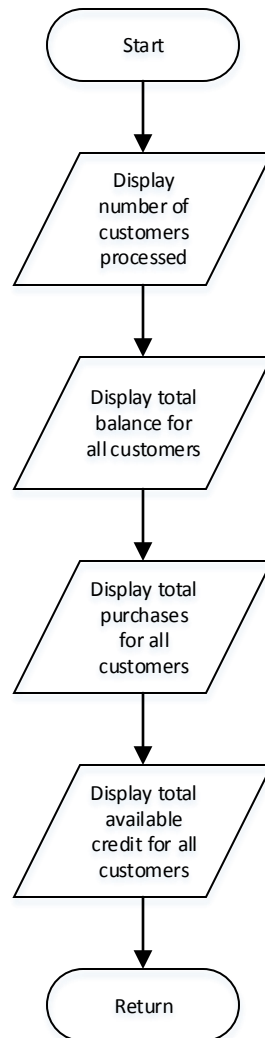 Start
Display
number of
customers
processed
Display total
balance for
all customers
Display total
purchases
for all
customers
Display total
available
credit for all
customers
Return